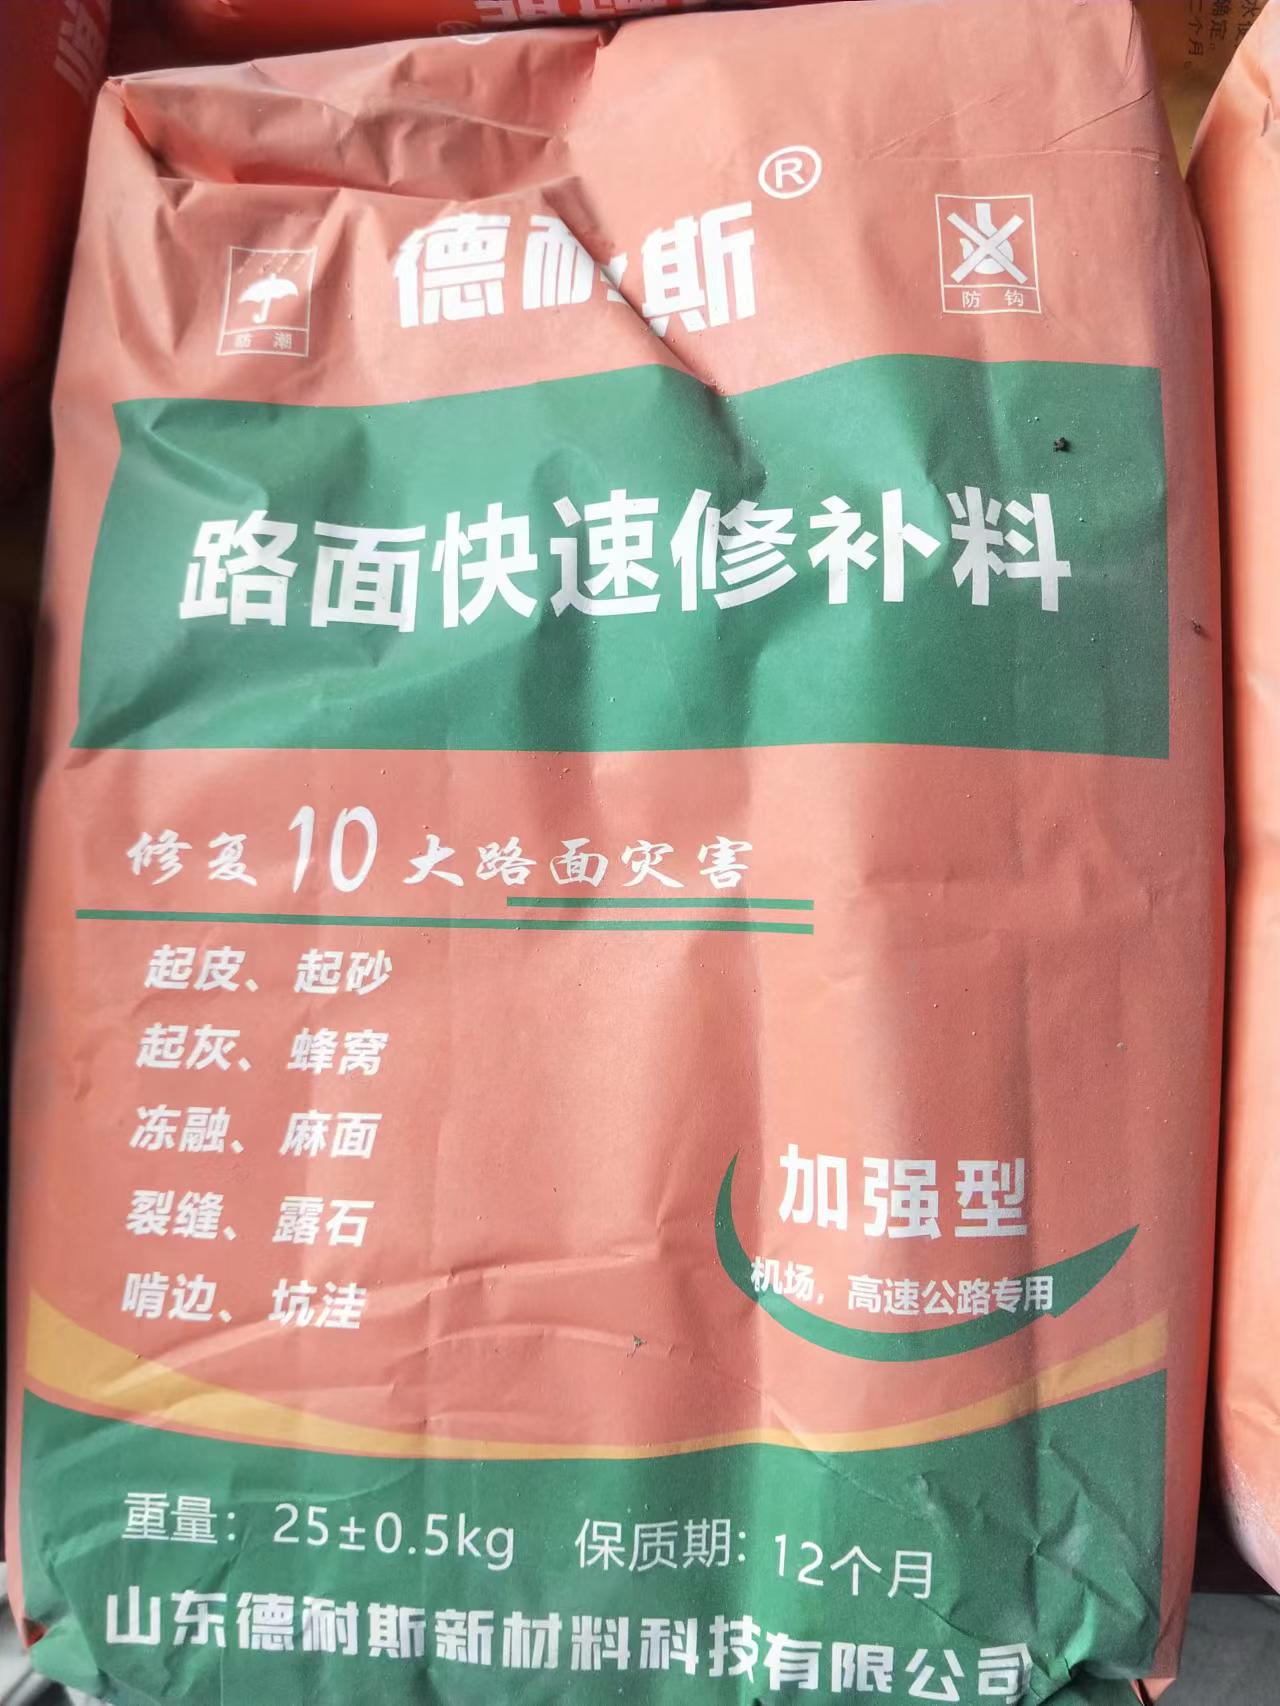 德耐斯®
防潮
防钩
路面快速修补料
修复10大路面灾害
起皮、起砂
起灰、蜂窝
冻融、麻面
裂缝、露石
啃边、坑洼
加强型
机场，高速公路专用
重量：25±0.5kg 保质期：12个月
山东德耐斯新材料科技有限公司